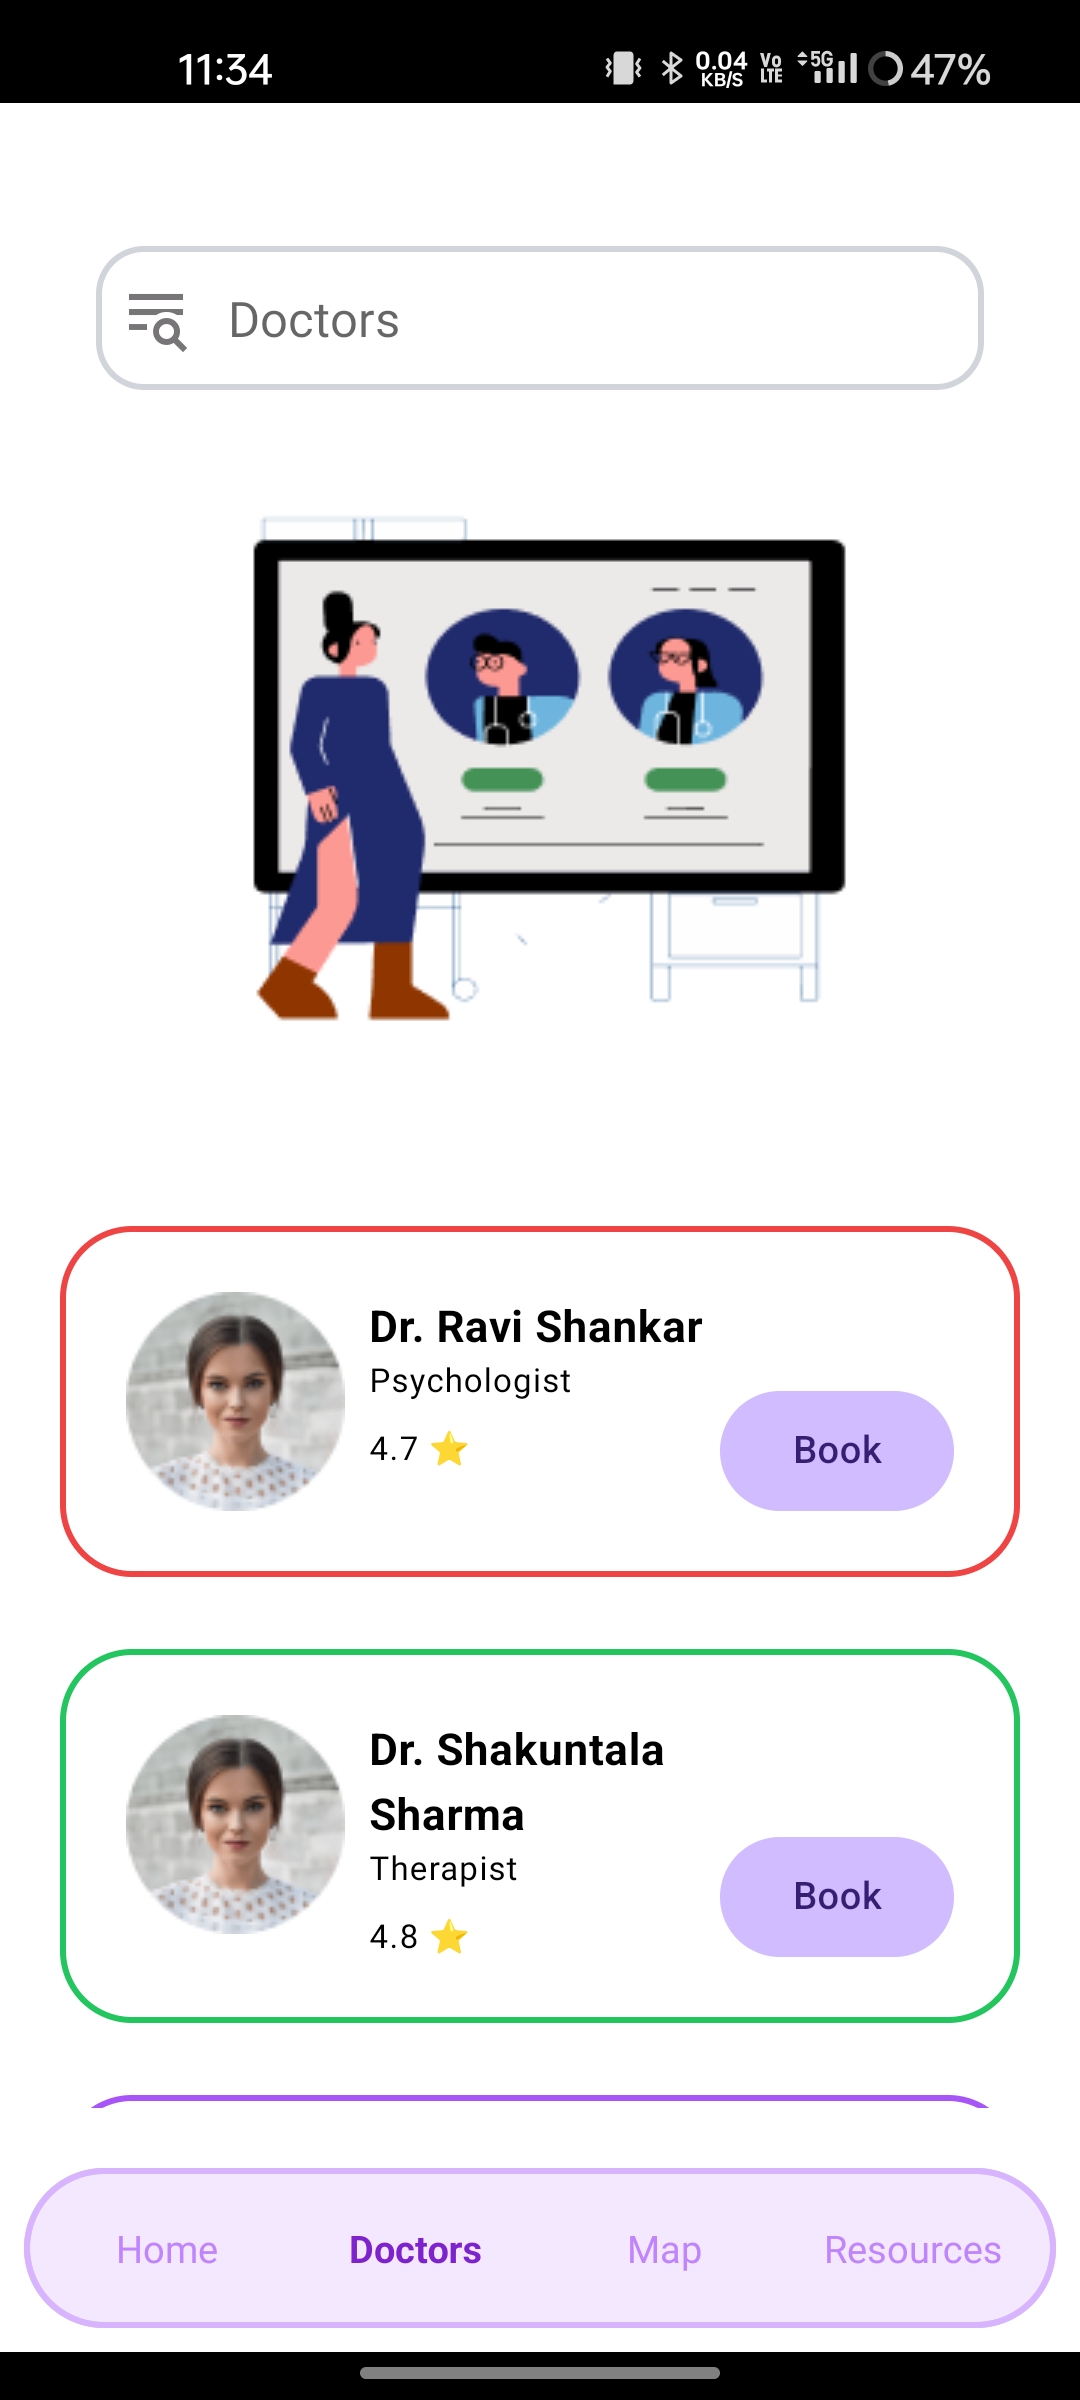 11:34
0.04
KB/S
Vo
LTE
5G
47%
Doctors
Dr. Ravi Shankar
Psychologist
4.7 ⭐
Book
Dr. Shakuntala
Sharma
Therapist
4.8 ⭐
Book
Home Doctors Map Resources